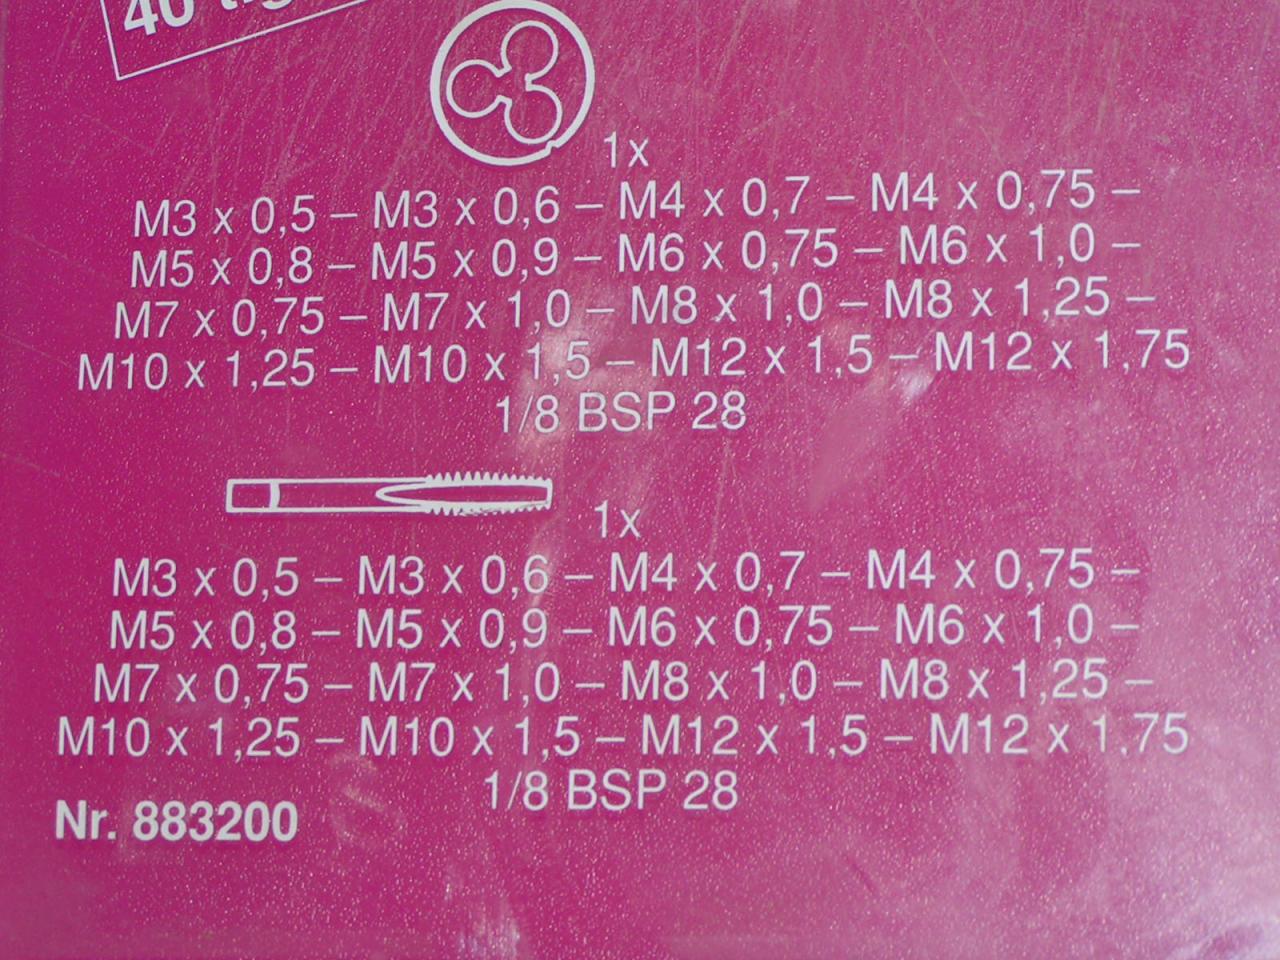 40
1x
M3 x 0,5 – M3 x 0,6 – M4 x 0,7 – M4 x 0,75 –
M5 x 0,8 – M5 x 0,9 – M6 x 0,75 – M6 x 1,0 –
M7 x 0,75 – M7 x 1,0 – M8 x 1,0 – M8 x 1,25 –
M10 x 1,25 – M10 x 1,5 – M12 x 1,5 – M12 x 1,75
1/8 BSP 28
1x
M3 x 0,5 – M3 x 0,6 – M4 x 0,7 – M4 x 0,75 –
M5 x 0,8 – M5 x 0,9 – M6 x 0,75 – M6 x 1,0 –
M7 x 0,75 – M7 x 1,0 – M8 x 1,0 – M8 x 1,25 –
M10 x 1,25 – M10 x 1,5 – M12 x 1,5 – M12 x 1,75
1/8 BSP 28
Nr. 883200